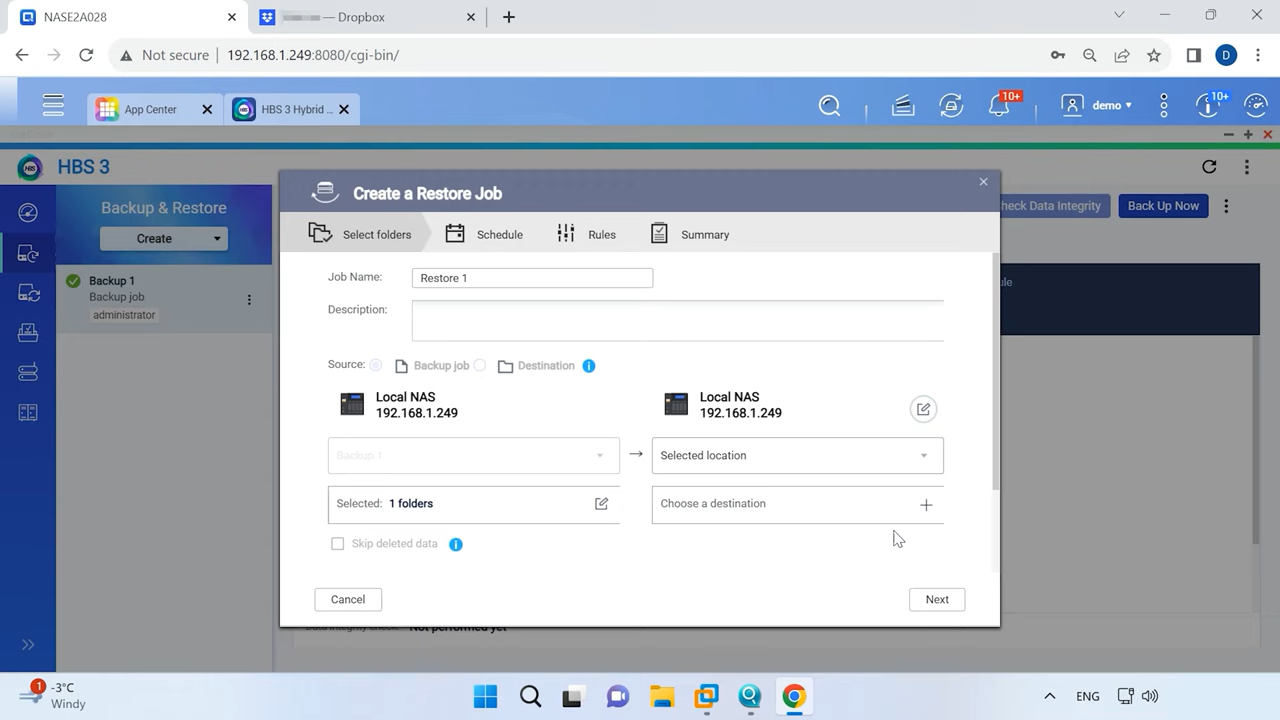 NASE2A028
— Dropbox
Not secure
192.168.1.249:8080/cgi-bin/
D
App Center
HBS 3 Hybrid ...
10+
demo
10+
HBS 3
Backup & Restore
Create
Backup 1
Backup job
administrator
Check Data Integrity
Back Up Now
Create a Restore Job
Select folders
Schedule
Rules
Summary
Job Name:
Restore 1
Description:
Source:
Backup job
Destination
Local NAS
192.168.1.249
Local NAS
192.168.1.249
Backup 1
Selected location
Selected: 1 folders
Choose a destination
Skip deleted data
Cancel
Next
Not performed yet
1
-3°C
Windy
ENG